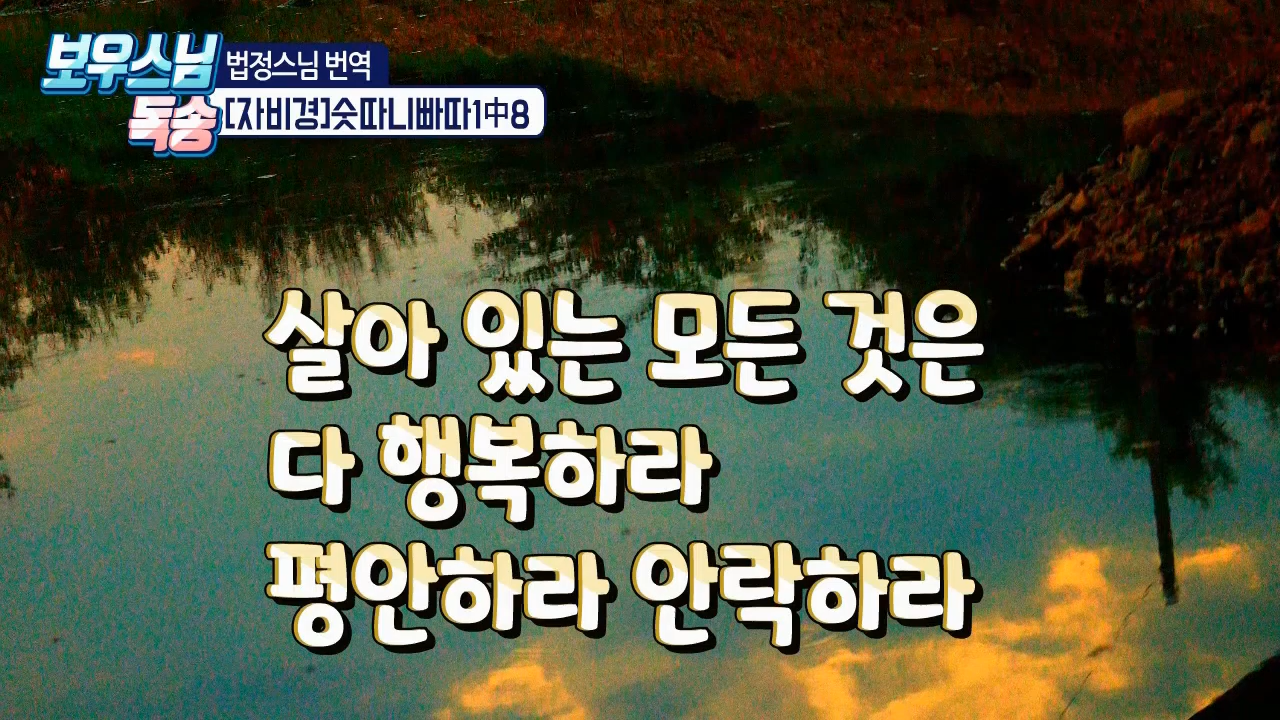 보우스님
독송
법정스님 번역
[자비경]숫따니빠따1中8
살아 있는 모든 것은
다 행복하라
평안하라 안락하라